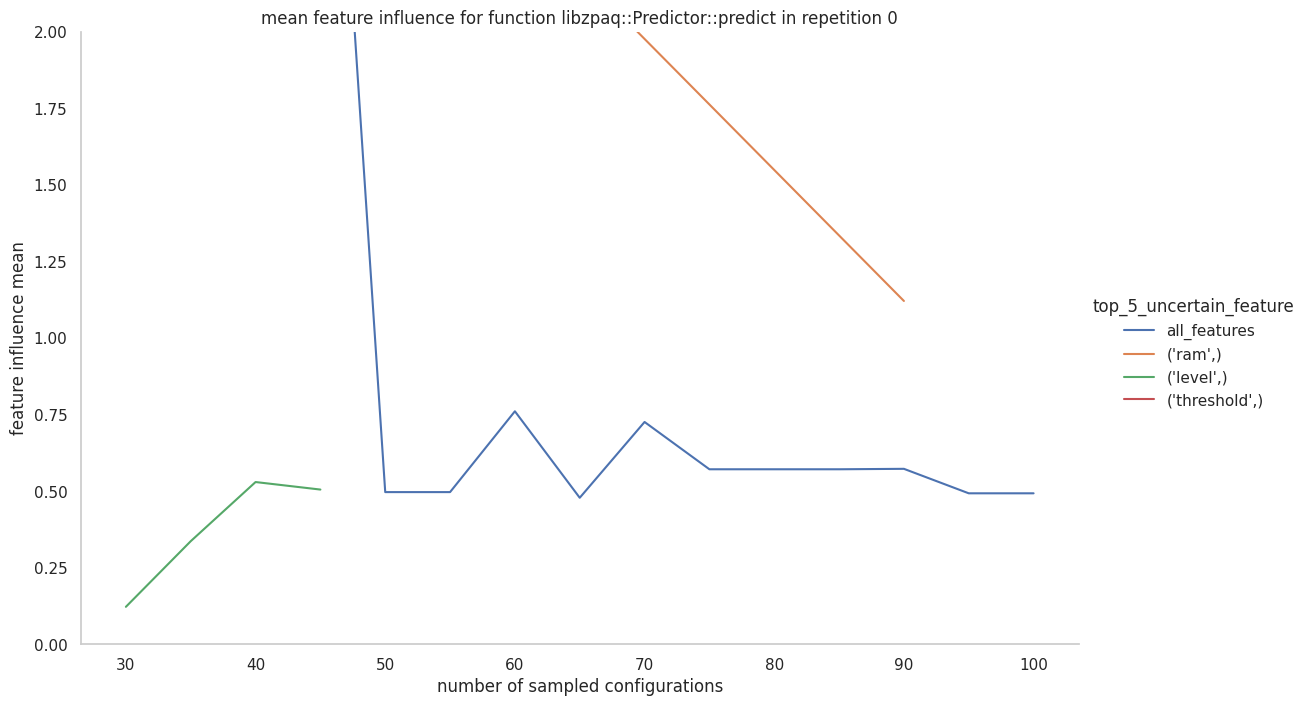 mean feature influence for function libzpaq::Predictor::predict in repetition 0
2.00
1.75
1.50
1.25
1.00
0.75
0.50
0.25
0.00
feature influence mean
30 40 50 60 70 80 90 100
number of sampled configurations
top_5_uncertain_feature
all_features
('ram',)
('level',)
('threshold',)